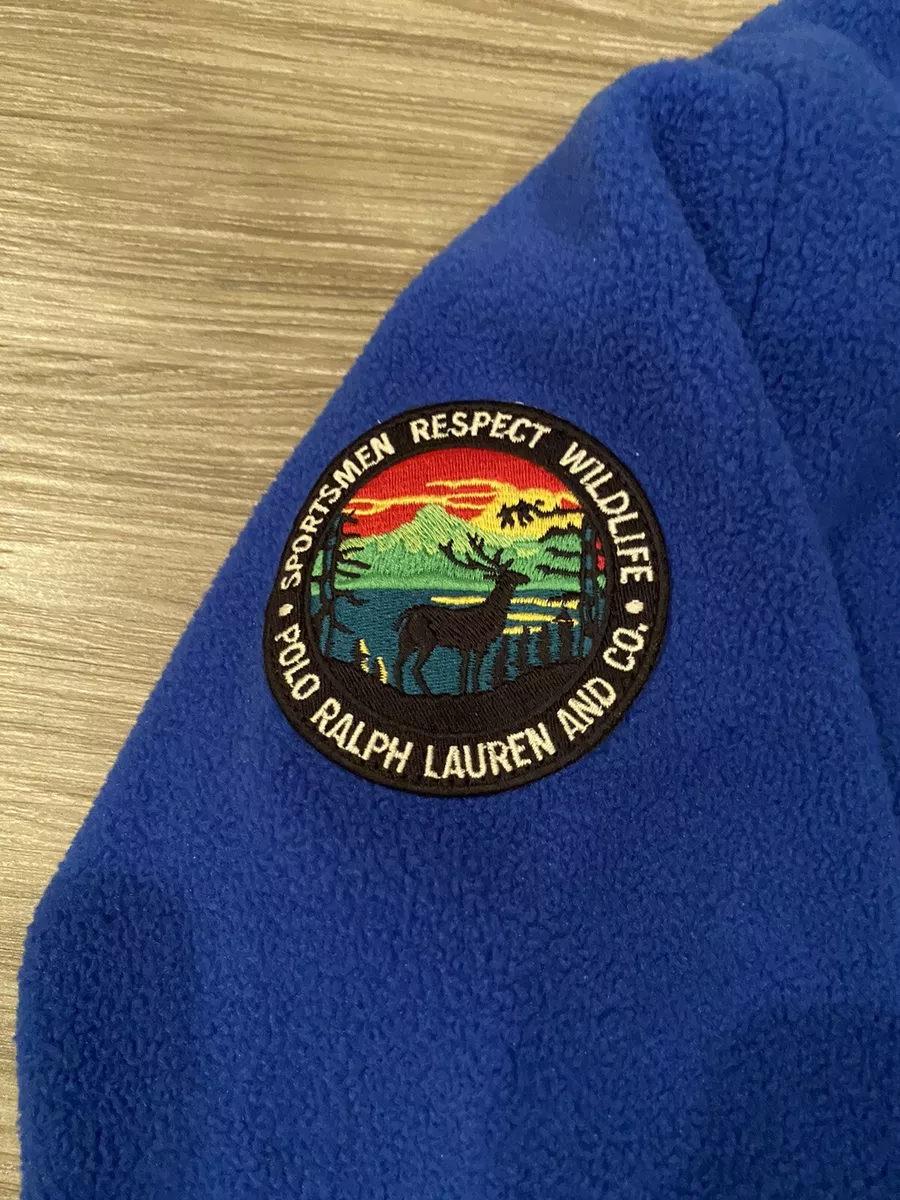 SPORTSMEN RESPECT WILDLIFE
• POLO RALPH LAUREN AND CO. •